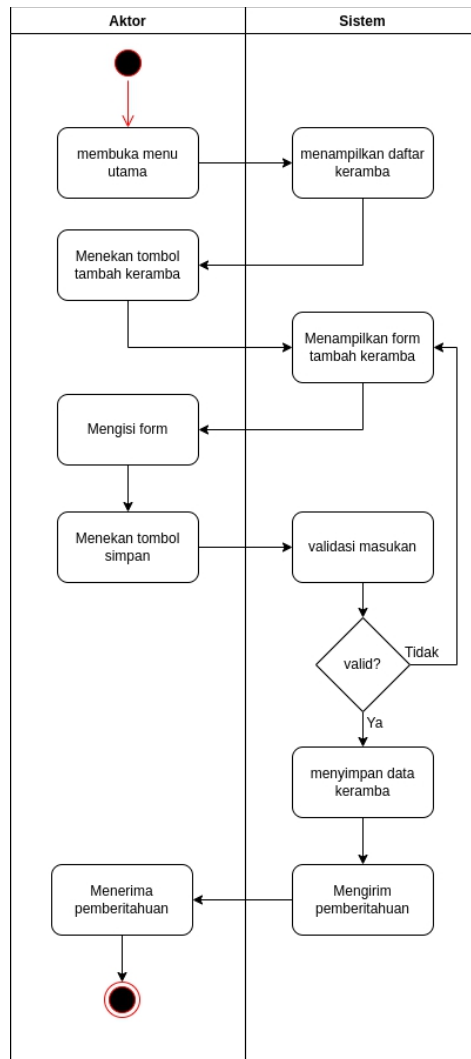 Aktor
Sistem
membuka menu
utama
menampilkan daftar
keramba
Menekan tombol
tambah keramba
Menampilkan form
tambah keramba
Mengisi form
Menekan tombol
simpan
validasi masukan
valid?
Tidak
Ya
menyimpan data
keramba
Mengirim
pemberitahuan
Menerima
pemberitahuan